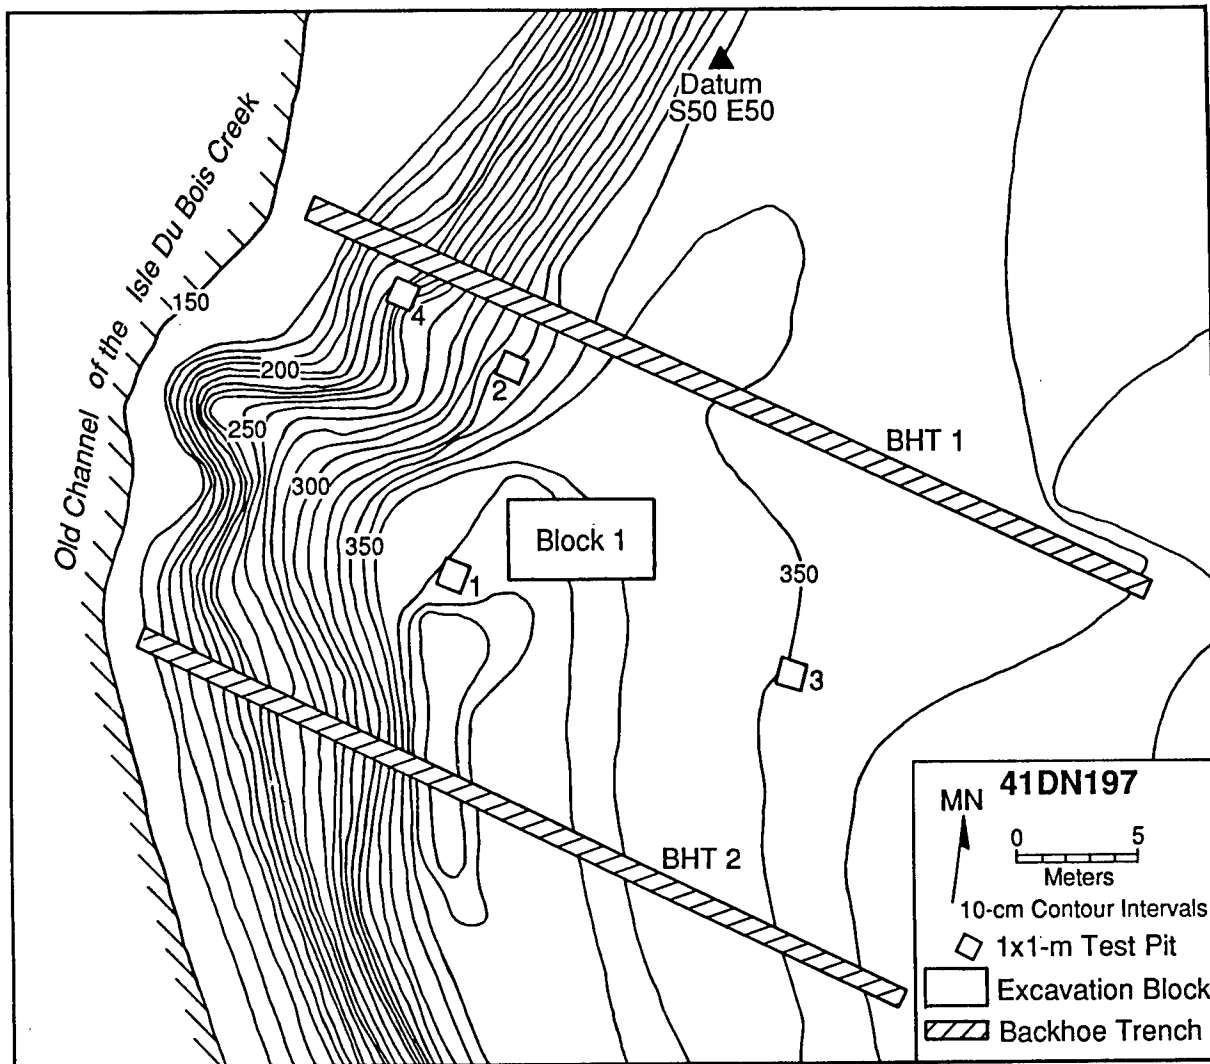 Datum
S50 E50
Old Channel of the Isle Du Bois Creek
150
4
200
2
250
BHT 1
300
350
Block 1
1
350
3
BHT 2
41DN197
MN
0 5
Meters
10-cm Contour Intervals
1x1-m Test Pit
Excavation Block
Backhoe Trench